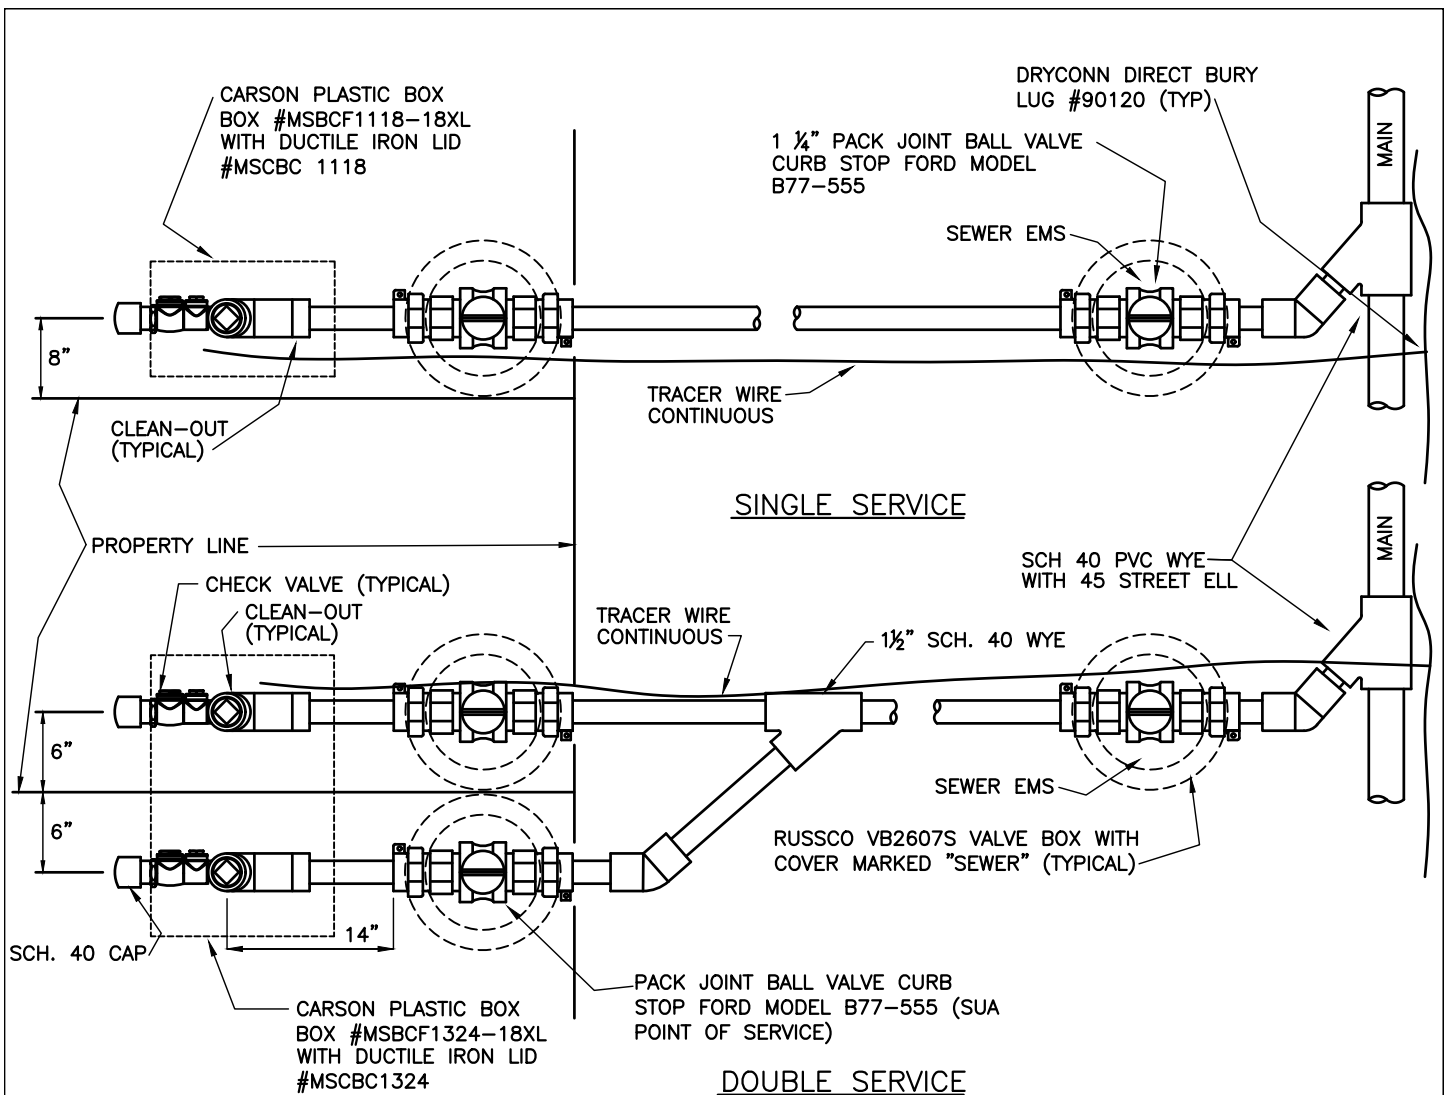 CARSON PLASTIC BOX
BOX #MSBCF1118-18XL
WITH DUCTILE IRON LID
#MSCBC 1118
DRYCONN DIRECT BURY
LUG #90120 (TYP)
1 ¼" PACK JOINT BALL VALVE
CURB STOP FORD MODEL
B77-555
MAIN
SEWER EMS
8"
TRACER WIRE
CONTINUOUS
CLEAN-OUT
(TYPICAL)
SINGLE SERVICE
PROPERTY LINE
MAIN
SCH 40 PVC WYE
WITH 45 STREET ELL
CHECK VALVE (TYPICAL)
CLEAN-OUT
(TYPICAL)
TRACER WIRE
CONTINUOUS
1½" SCH. 40 WYE
6"
SEWER EMS
6"
RUSSCO VB2607S VALVE BOX WITH
COVER MARKED "SEWER" (TYPICAL)
14"
SCH. 40 CAP
PACK JOINT BALL VALVE CURB
STOP FORD MODEL B77-555 (SUA
POINT OF SERVICE)
CARSON PLASTIC BOX
BOX #MSBCF1324-18XL
WITH DUCTILE IRON LID
#MSCBC1324
DOUBLE SERVICE